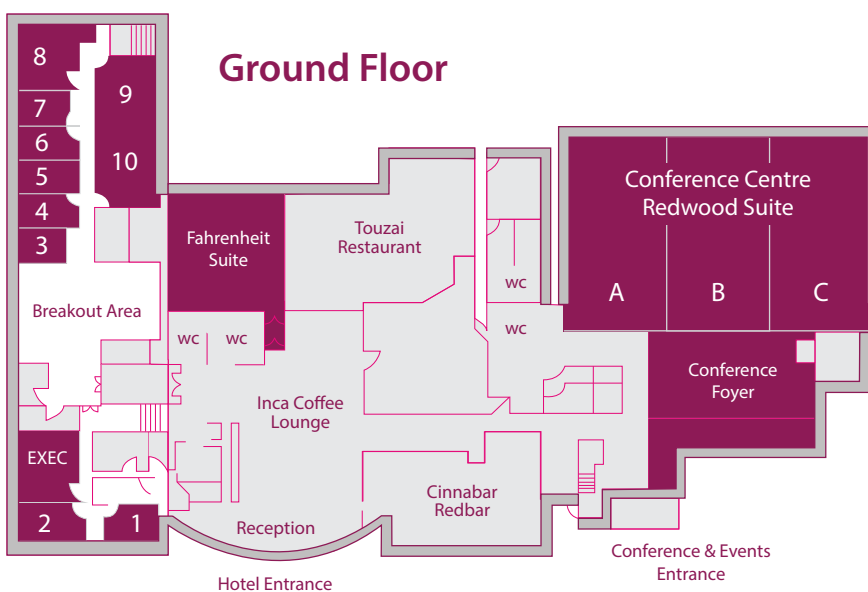 Ground Floor
8
9
7
6
10
5
4
3
Conference Centre
Redwood Suite
A
B
C
Fahrenheit
Suite
Touzai
Restaurant
wc
Breakout Area
wc
wc
wc
Conference
Foyer
Inca Coffee
Lounge
EXEC
Cinnabar
Redbar
2
1
Reception
Conference & Events
Entrance
Hotel Entrance